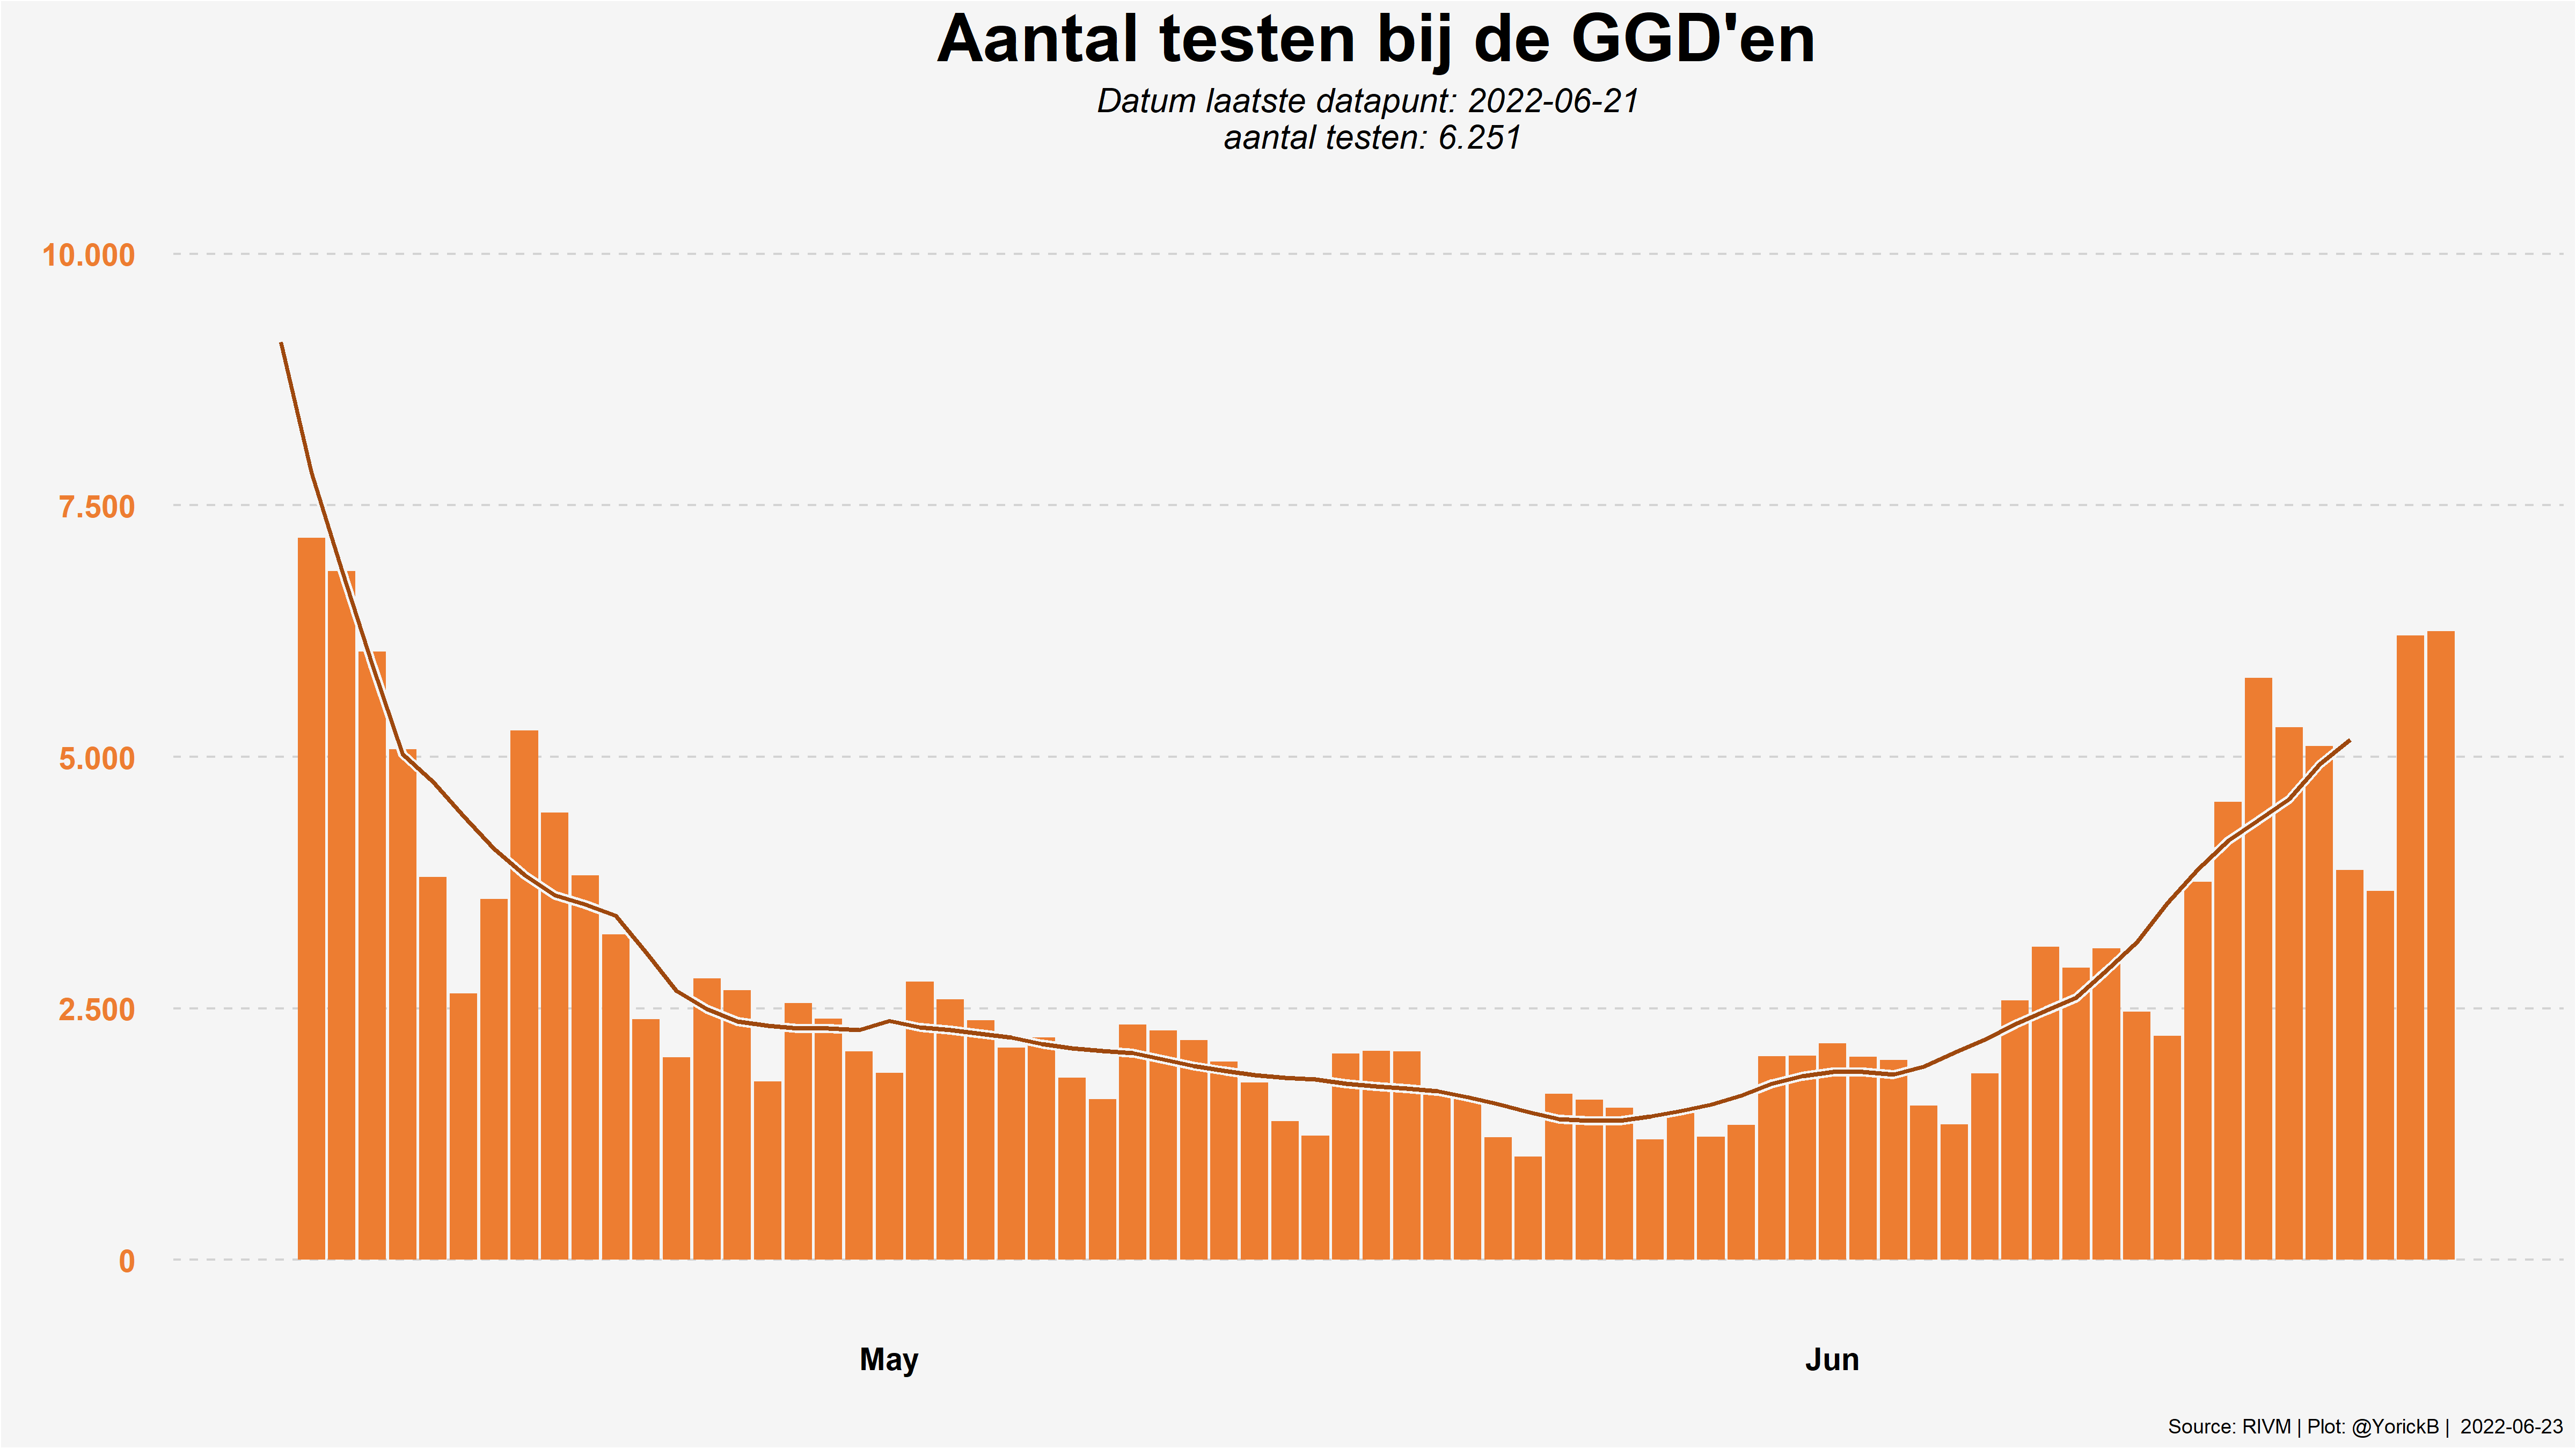 Aantal testen bij de GGD'en
Datum laatste datapunt: 2022-06-21
aantal testen: 6.251
10.000
7.500
5.000
2.500
0
May
Jun
Source: RIVM | Plot: @YorickB | 2022-06-23